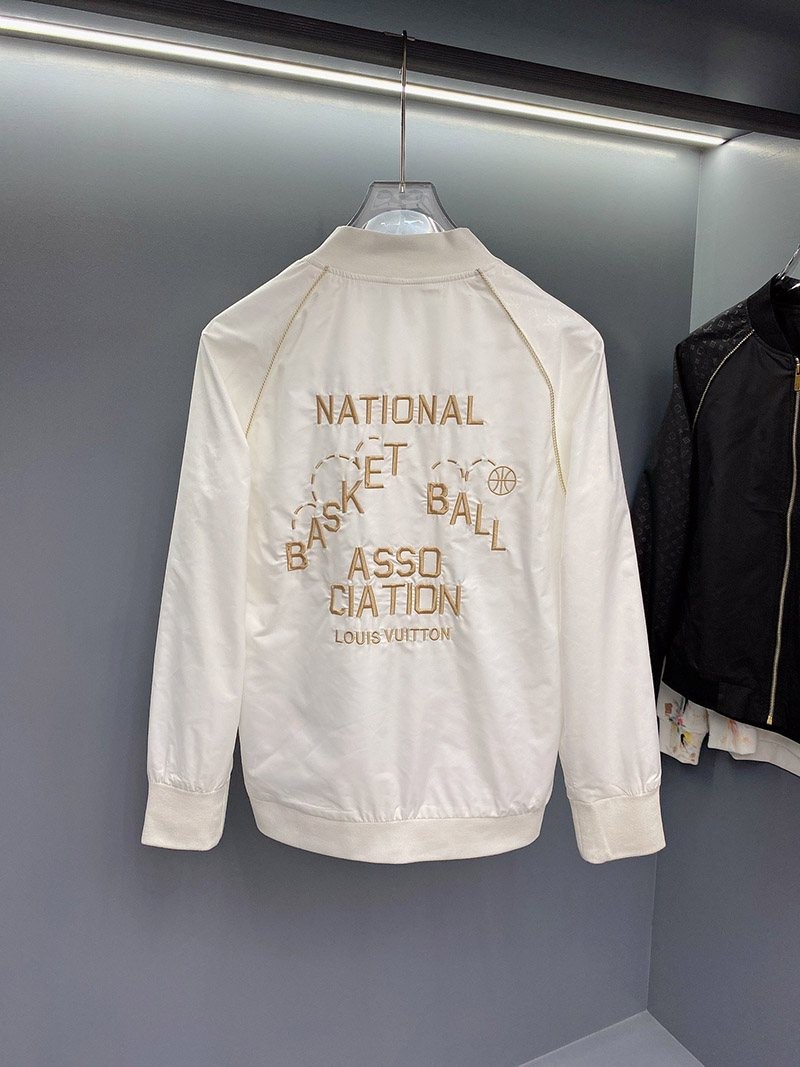 NATIONAL
BASKET BALL
ASSO
CIATION
LOUIS VUITTON